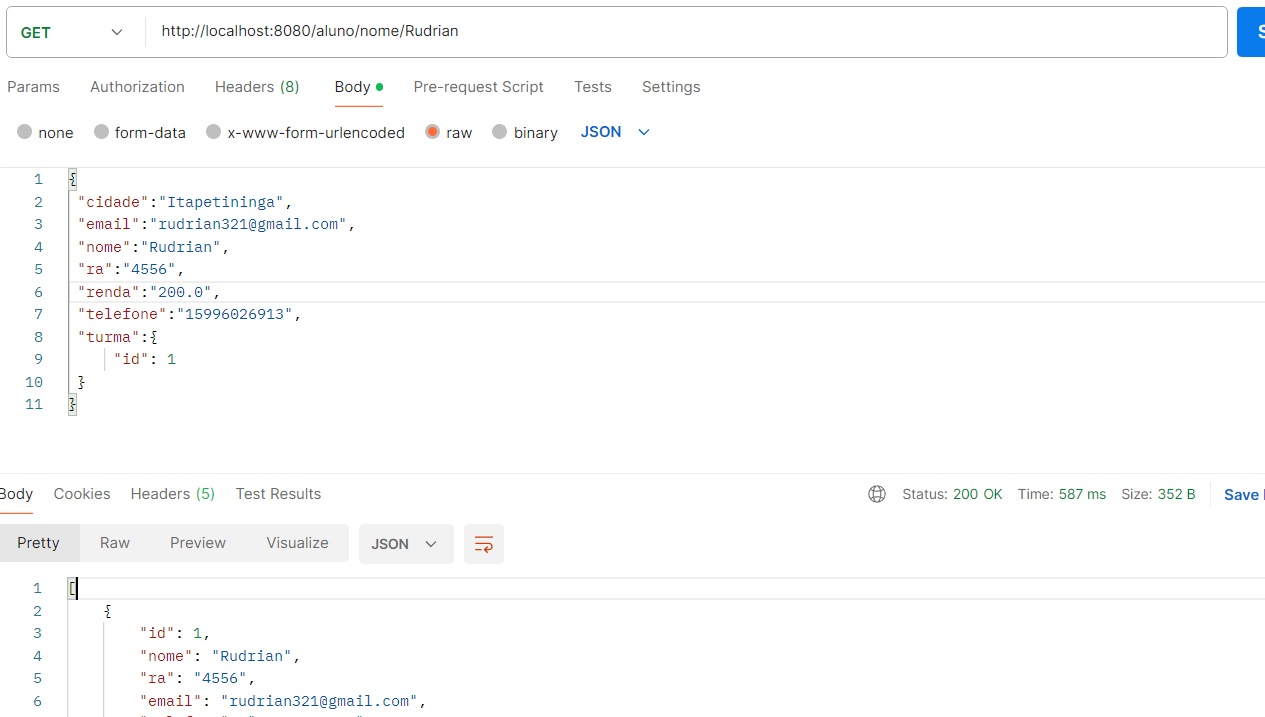 GET http://localhost:8080/aluno/nome/Rudrian
Params Authorization Headers (8) Body Pre-request Script Tests Settings
none form-data x-www-form-urlencoded raw binary JSON
1 {
2 "cidade":"Itapetininga",
3 "email":"rudrian321@gmail.com",
4 "nome":"Rudrian",
5 "ra":"4556",
6 "renda":"200.0",
7 "telefone":"15996026913",
8 "turma":{
9 "id": 1
10 }
11 }
Body Cookies Headers (5) Test Results Status: 200 OK Time: 587 ms Size: 352 B Save
Pretty Raw Preview Visualize JSON
1 [
2 {
3 "id": 1,
4 "nome": "Rudrian",
5 "ra": "4556",
6 "email": "rudrian321@gmail.com",